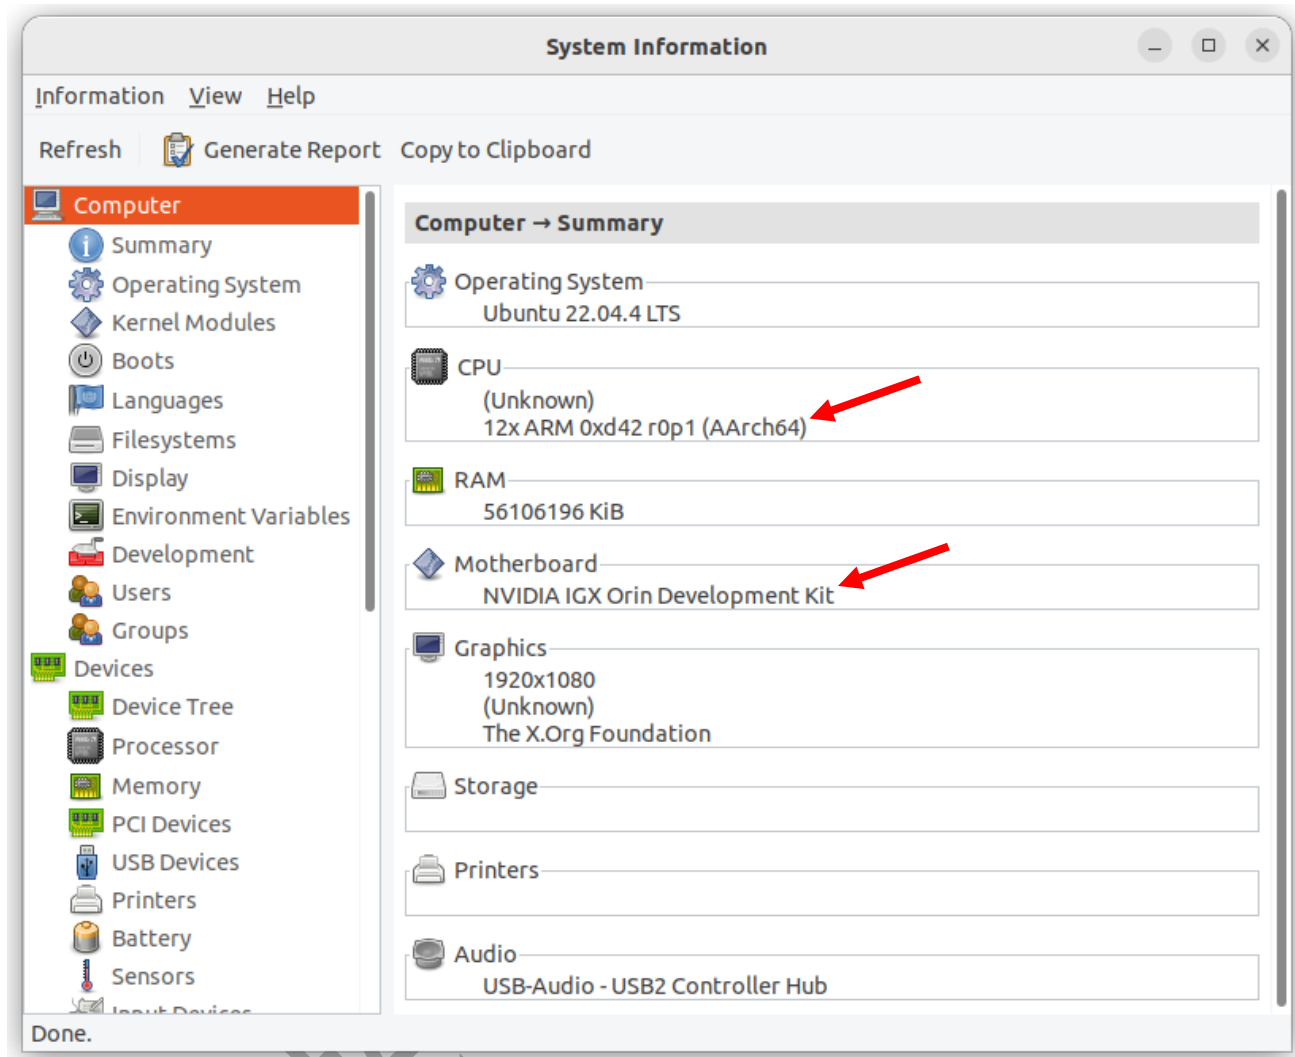 System Information
Information View Help
Refresh Generate Report Copy to Clipboard
Computer
Summary
Operating System
Kernel Modules
Boots
Languages
Filesystems
Display
Environment Variables
Development
Users
Groups
Devices
Device Tree
Processor
Memory
PCI Devices
USB Devices
Printers
Battery
Sensors
Input Devices
Computer → Summary
Operating System
Ubuntu 22.04.4 LTS
CPU
(Unknown)
12x ARM 0xd42 r0p1 (AArch64)
RAM
56106196 KiB
Motherboard
NVIDIA IGX Orin Development Kit
Graphics
1920x1080
(Unknown)
The X.Org Foundation
Storage
Printers
Audio
USB-Audio - USB2 Controller Hub
Done.